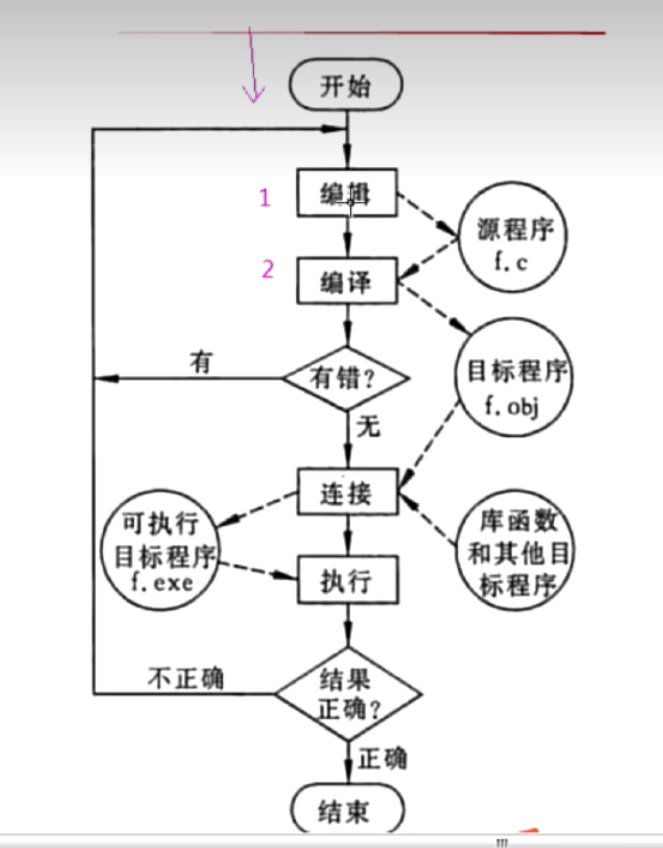 开始
1
编辑
源程序
f.c
2
编译
有
有错?
目标程序
f.obj
无
连接
可执行
目标程序
f.exe
库函数
和其他目
标程序
执行
不正确
结果
正确?
正确
结束